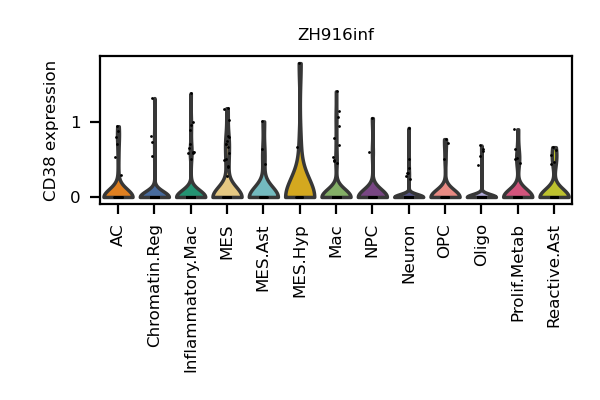 ZH916inf
CD38 expression
1
0
AC
Chromatin.Reg
Inflammatory.Mac
MES
MES.Ast
MES.Hyp
Mac
NPC
Neuron
OPC
Oligo
Prolif.Metab
Reactive.Ast